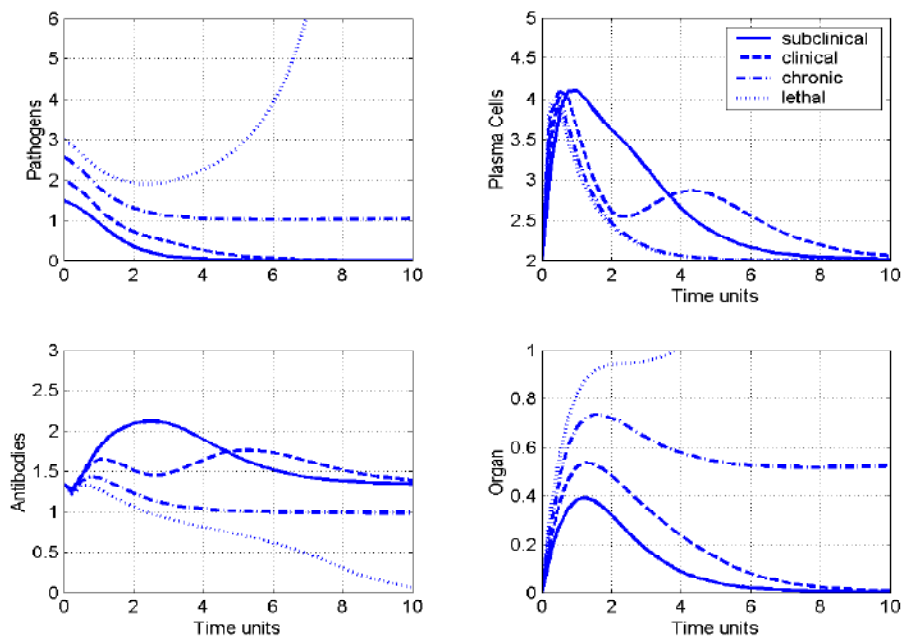 Pathogens
6
5
4
3
2
1
0
0 2 4 6 8 10
Plasma Cells
5
4.5
4
3.5
3
2.5
2
0 2 4 6 8 10
Time units
subclinical
clinical
chronic
lethal
Antibodies
3
2.5
2
1.5
1
0.5
0
0 2 4 6 8 10
Time units
Organ
1
0.8
0.6
0.4
0.2
0
0 2 4 6 8 10
Time units